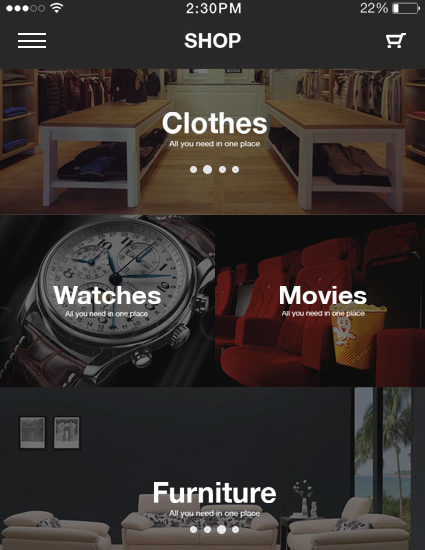 2:30PM 22%
SHOP
Clothes
All you need in one place
Watches
All you need in one place
Movies
All you need in one place
Furniture
All you need in one place